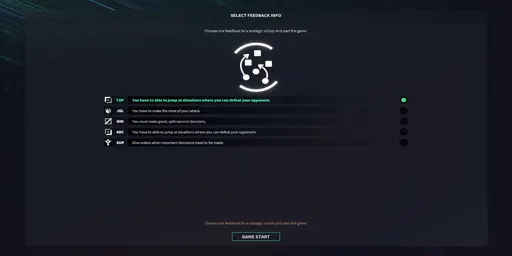 SELECT FEEDBACK INFO
Choose one feedback for a strategic victory and start the game.
TOP You have to able to jump at situations where you can defeat your opponent.
JGL You have to make the most of your attack.
MID You must make good, split-second decisions.
ADC You have to able to jump at situations where you can defeat your opponent.
SUP Give orders when important decisions need to be made.
Choose one feedback for a strategic victory and start the game.
GAME START